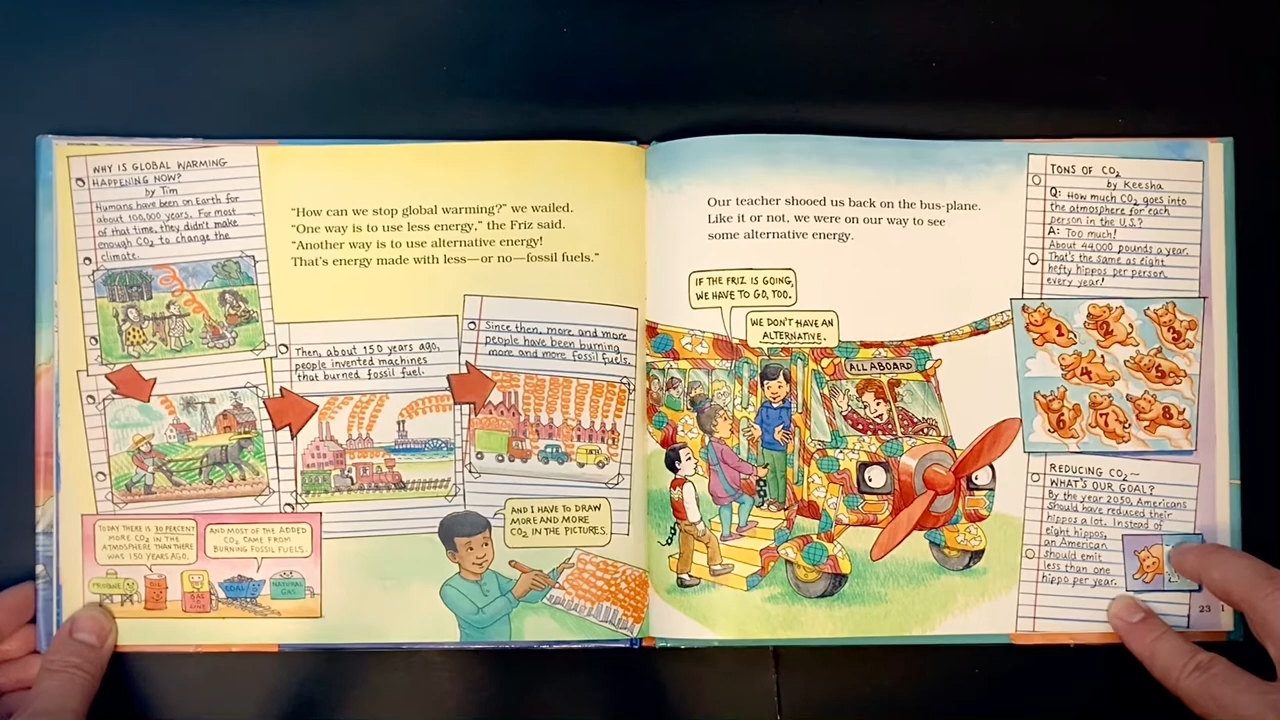 WHY IS GLOBAL WARMING
HAPPENING NOW?
by Tim
Humans have been on Earth for
about 100,000 years. For most
of that time, they didn't make
enough CO₂ to change the
climate.
Then, about 150 years ago,
people invented machines
that burned fossil fuel.
Since then, more and more
people have been burning
more and more fossil fuels.
"How can we stop global warming?" we wailed.
"One way is to use less energy," the Friz said.
"Another way is to use alternative energy!
That's energy made with less—or no—fossil fuels."
TODAY THERE IS 30 PERCENT
MORE CO₂ IN THE
ATMOSPHERE THAN THERE
WAS 150 YEARS AGO.
AND MOST OF THE ADDED
CO₂ CAME FROM
BURNING FOSSIL FUELS.
PROPANE
OIL
GAS
LINE
COAL
NATURAL
GAS
AND I HAVE TO DRAW
MORE AND MORE
CO₂ IN THE PICTURES.
Our teacher shooed us back on the bus-plane.
Like it or not, we were on our way to see
some alternative energy.
IF THE FRIZ IS GOING,
WE HAVE TO GO, TOO.
WE DON'T HAVE AN
ALTERNATIVE.
ALL ABOARD
TONS OF CO₂
by Keesha
Q: How much CO₂ goes into
the atmosphere for each
person in the U.S.?
A: Too much!
About 44,000 pounds a year.
That's the same as eight
hefty hippos per person
every year!
1 2 3
4 5
6 7 8
REDUCING CO₂~
WHAT'S OUR GOAL?
By the year 2050, Americans
should have reduced their
hippos a lot. Instead of
eight hippos,
an American
should emit
less than one
hippo per year.
23